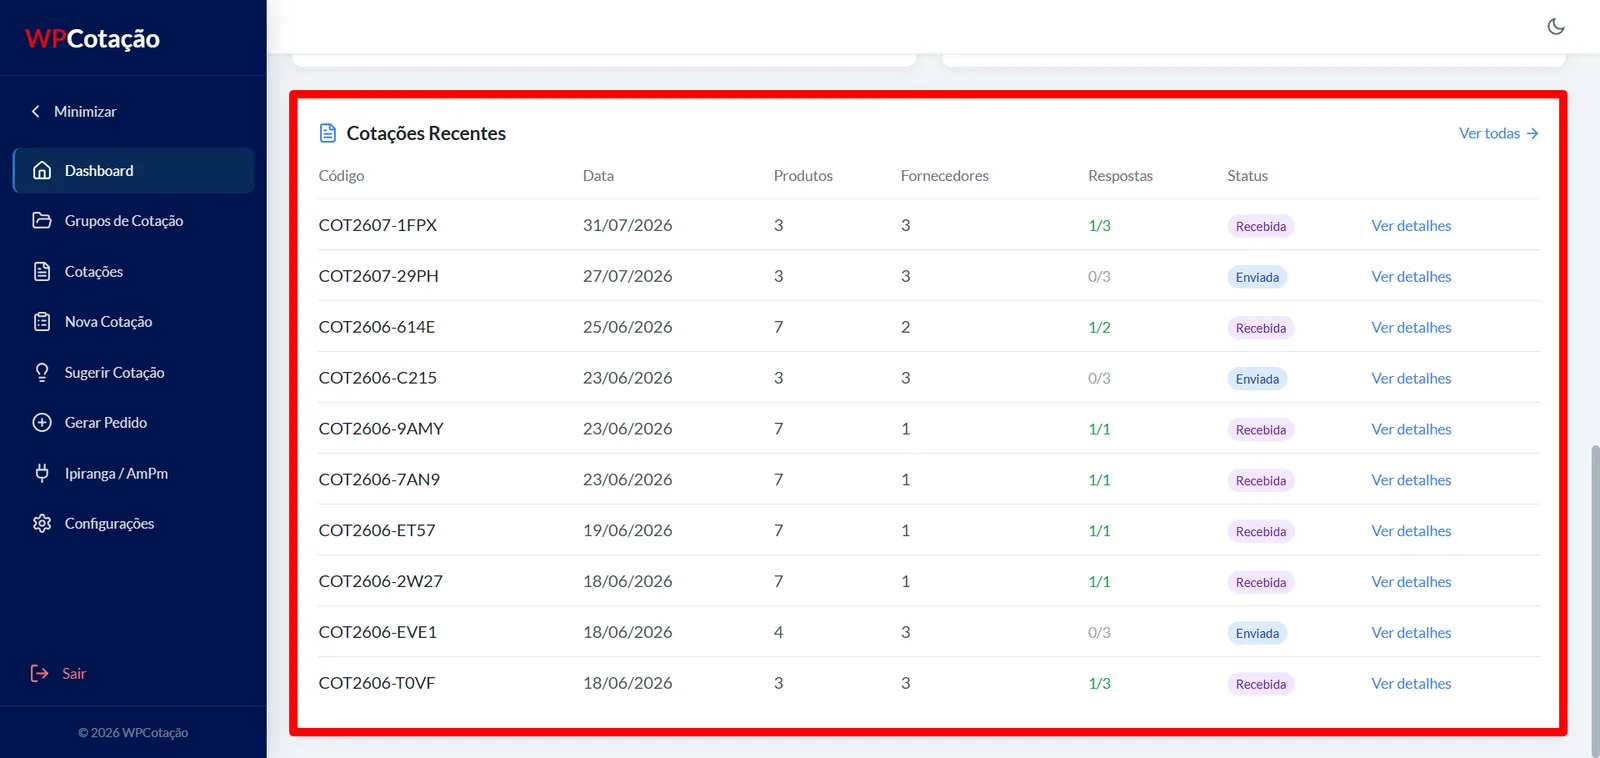 WPCotação
Minimizar
Dashboard
Grupos de Cotação
Cotações
Nova Cotação
Sugerir Cotação
Gerar Pedido
Ipiranga / AmPm
Configurações
Sair
© 2026 WPCotação
Cotações Recentes
Ver todas →
Código Data Produtos Fornecedores Respostas Status
COT2607-1FPX 31/07/2026 3 3 1/3 Recebida Ver detalhes
COT2607-29PH 27/07/2026 3 3 0/3 Enviada Ver detalhes
COT2606-614E 25/06/2026 7 2 1/2 Recebida Ver detalhes
COT2606-C215 23/06/2026 3 3 0/3 Enviada Ver detalhes
COT2606-9AMY 23/06/2026 7 1 1/1 Recebida Ver detalhes
COT2606-7AN9 23/06/2026 7 1 1/1 Recebida Ver detalhes
COT2606-ET57 19/06/2026 7 1 1/1 Recebida Ver detalhes
COT2606-2W27 18/06/2026 7 1 1/1 Recebida Ver detalhes
COT2606-EVE1 18/06/2026 4 3 0/3 Enviada Ver detalhes
COT2606-T0VF 18/06/2026 3 3 1/3 Recebida Ver detalhes